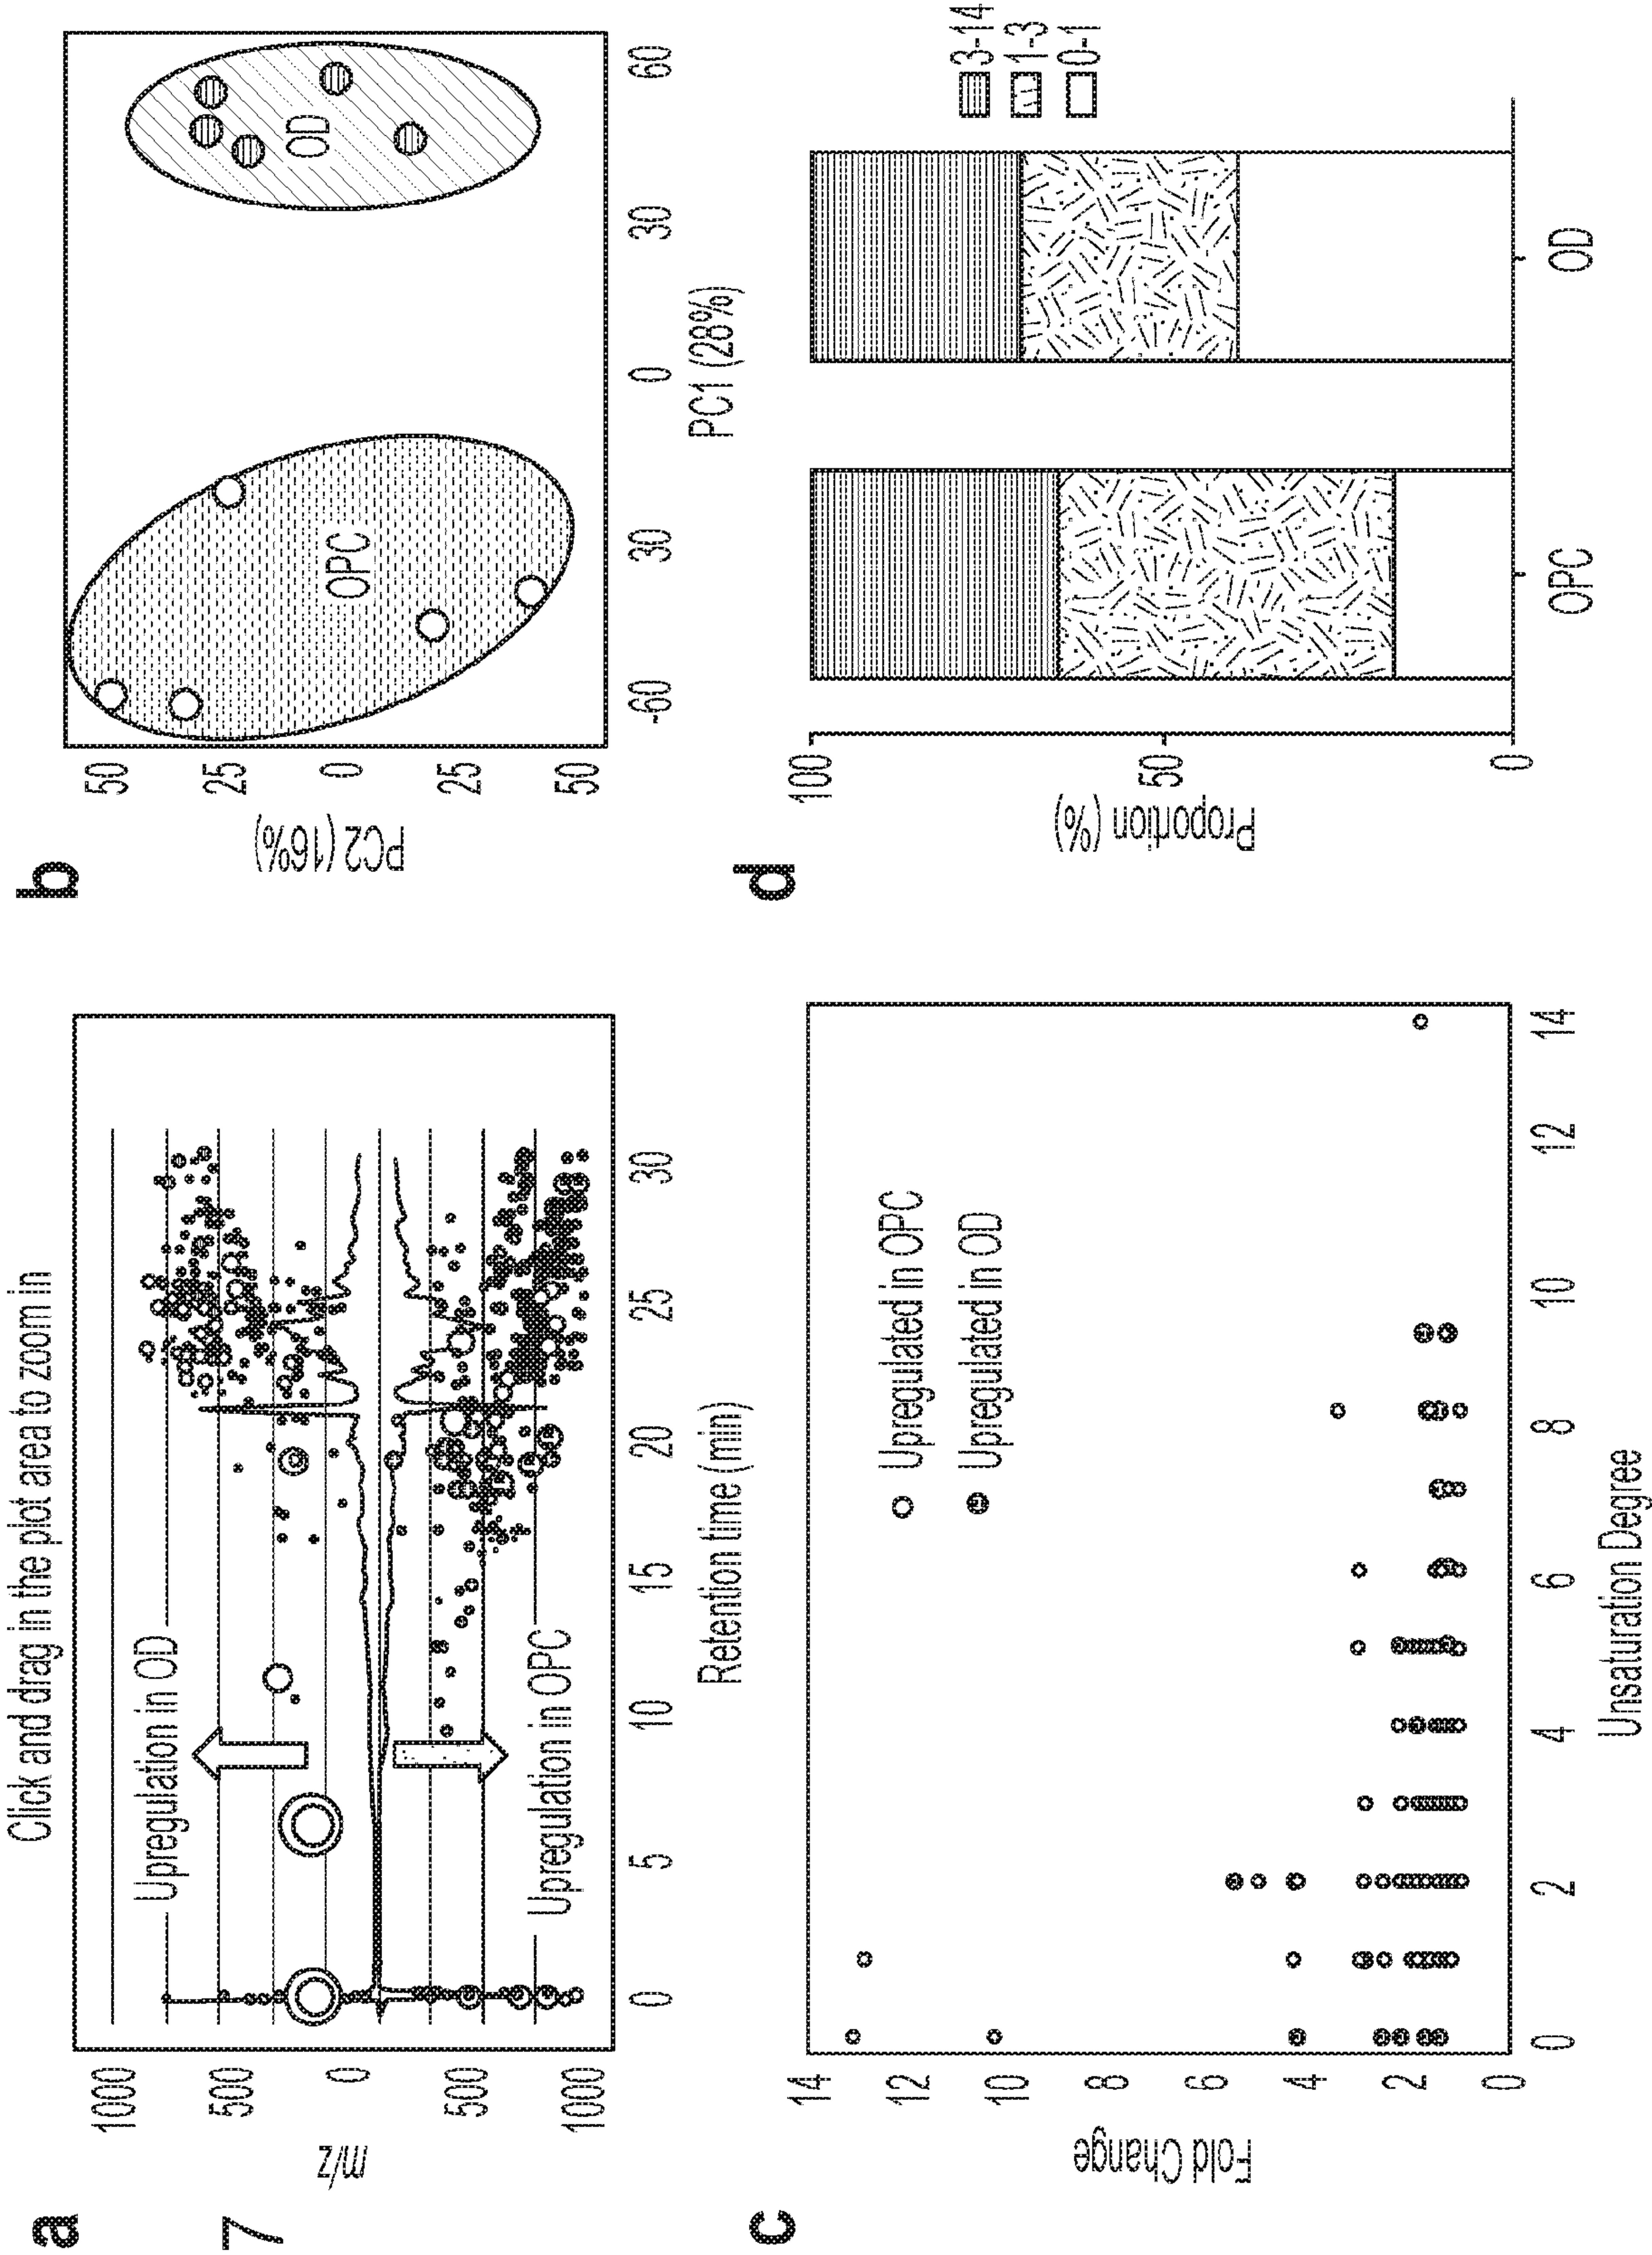 a
7
Click and drag in the plot area to zoom in
Upregulation in OD
Upregulation in OPC
m/z
1000
500
0
500
1000
0 5 10 15 20 25 30
Retention time (min)
b
PC2 (16%)
50
25
0
25
50
OPC
OD
-60 30 0 30 60
PC1 (28%)
c
Fold Change
14
12
10
8
6
4
2
0
Upregulated in OPC
Upregulated in OD
0 2 4 6 8 10 12 14
Unsaturation Degree
d
Proportion (%)
100
50
0
OPC OD
3-14
1-3
0-1